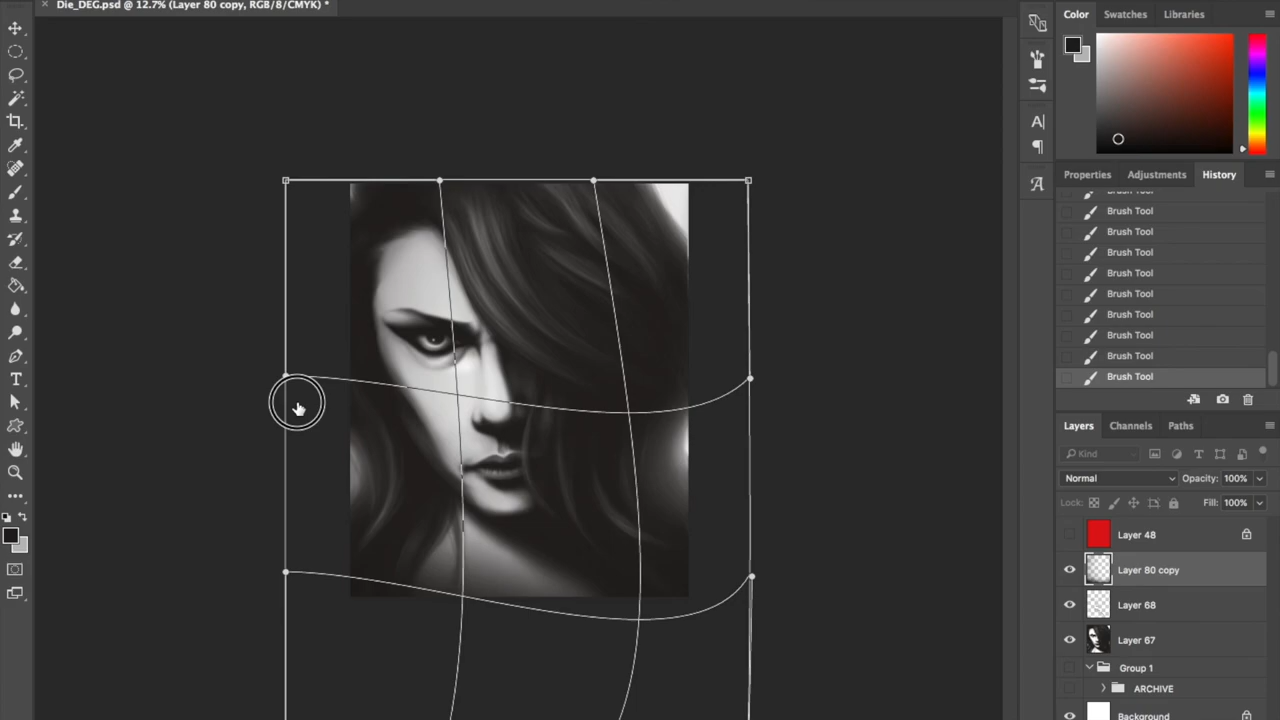 Die_DEG.psd @ 12.7% (Layer 80 copy, RGB/8/CMYK) *
Color
Swatches
Libraries
Properties
Adjustments
History
Brush Tool
Brush Tool
Brush Tool
Brush Tool
Brush Tool
Brush Tool
Brush Tool
Brush Tool
Brush Tool
Brush Tool
Layers
Channels
Paths
Kind
Normal
Opacity: 100%
Lock:
Fill: 100%
Layer 48
Layer 80 copy
Layer 68
Layer 67
Group 1
ARCHIVE
Background